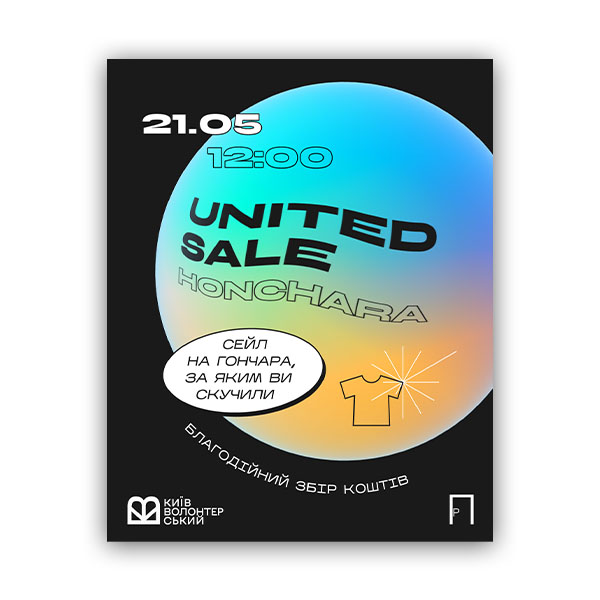 21.05
12:00
UNITED
SALE
HONCHARA
СЕЙЛ
НА ГОНЧАРА,
ЗА ЯКИМ ВИ
СКУЧИЛИ
БЛАГОДІЙНИЙ ЗБІР КОШТІВ
КИЇВ
ВОЛОНТЕР
СЬКИЙ
П
Р